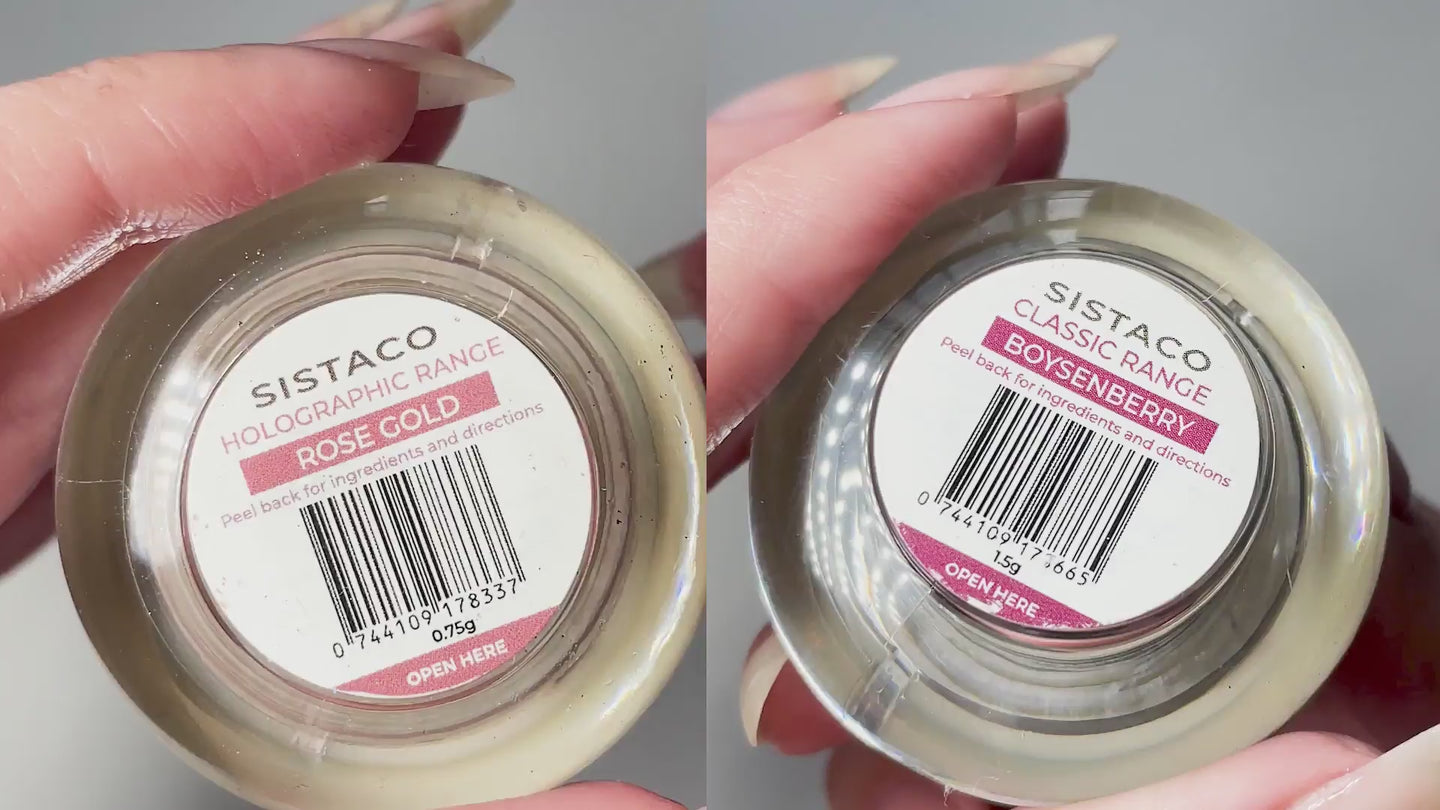 SISTACO
HOLOGRAPHIC RANGE
ROSE GOLD
Peel back for ingredients and directions
0 744109 178337
0.75g
OPEN HERE
SISTACO
CLASSIC RANGE
BOYSENBERRY
Peel back for ingredients and directions
0 744109
1.5g
OPEN HERE